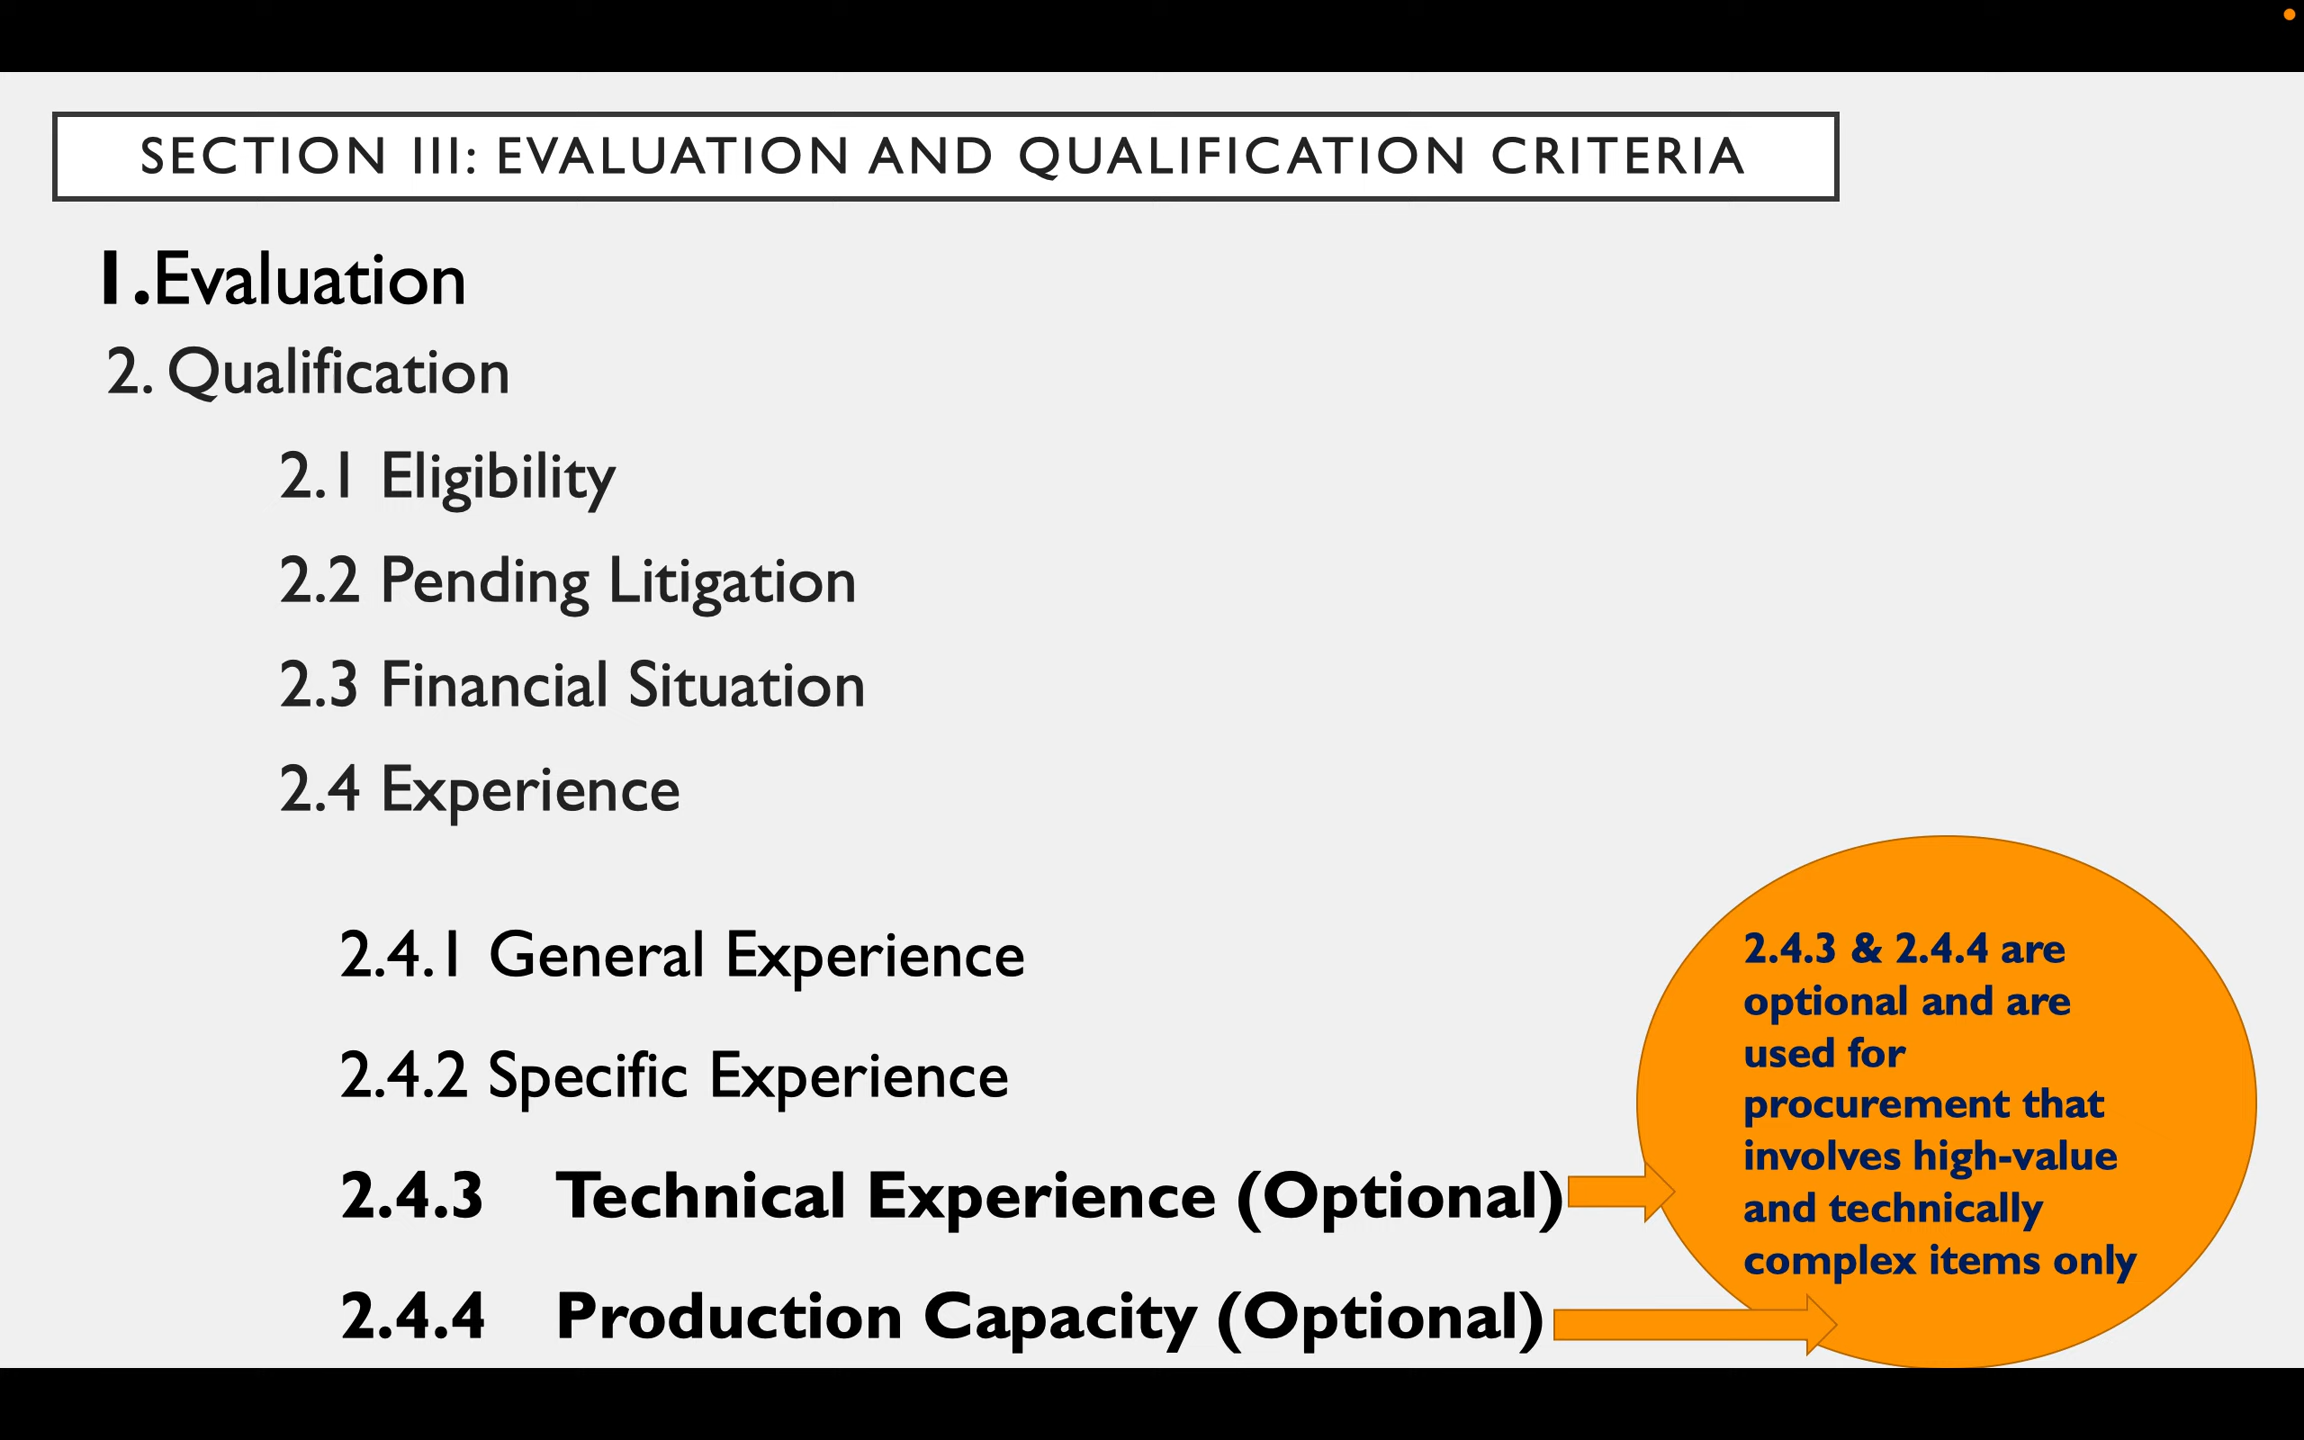 SECTION III: EVALUATION AND QUALIFICATION CRITERIA
1.Evaluation
2. Qualification
2.1 Eligibility
2.2 Pending Litigation
2.3 Financial Situation
2.4 Experience
2.4.1 General Experience
2.4.2 Specific Experience
2.4.3 Technical Experience (Optional)
2.4.4 Production Capacity (Optional)
2.4.3 & 2.4.4 are
optional and are
used for
procurement that
involves high-value
and technically
complex items only